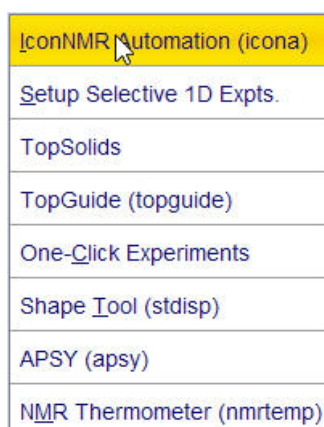 IconNMR Automation (icona)
Setup Selective 1D Expts.
TopSolids
TopGuide (topguide)
One-Click Experiments
Shape Tool (stdisp)
APSY (apsy)
NMR Thermometer (nmrtemp)